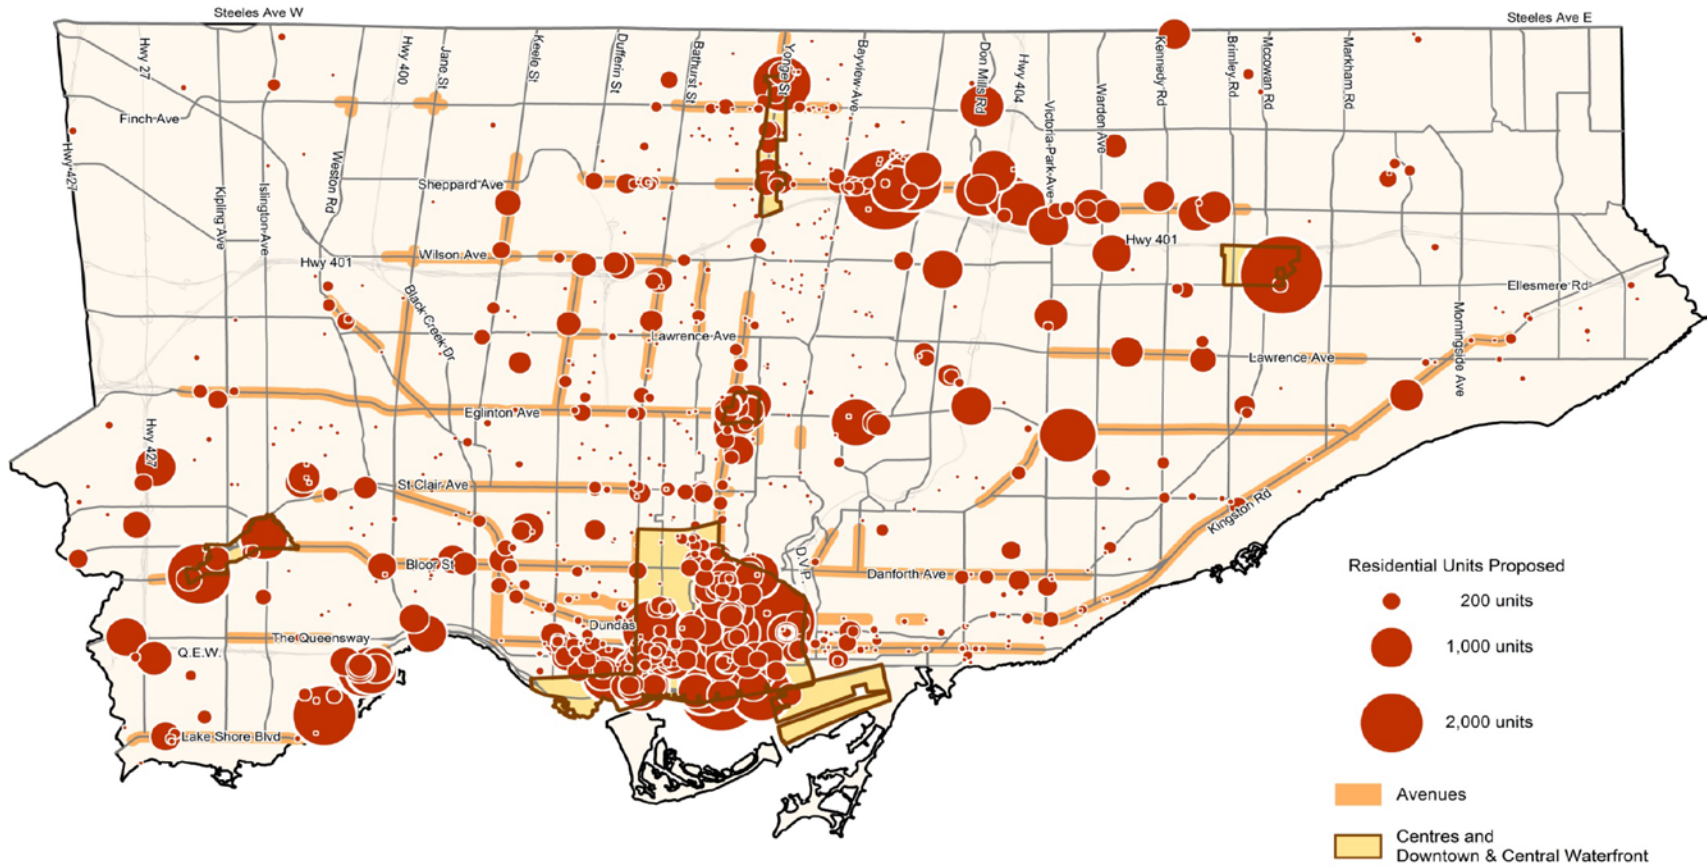 Steeles Ave W
Steeles Ave E
Hwy 27
Hwy 400
Jane St
Keele St
Dufferin St
Bathurst St
Yonge St
Bayview Ave
Don Mills Rd
Hwy 404
Victoria Park Ave
Warden Ave
Kennedy Rd
Brimley Rd
Mccowan Rd
Markham Rd
Finch Ave
Hwy 427
Kipling Ave
Islington Ave
Weston Rd
Sheppard Ave
Hwy 401
Wilson Ave
Hwy 401
Ellesmere Rd
Black Creek Dr
Lawrence Ave
Lawrence Ave
Morningside Ave
Eglinton Ave
Hwy 427
St Clair Ave
Kingston Rd
D.V.P.
Bloor St
Danforth Ave
Dundas
The Queensway
Q.E.W.
Lake Shore Blvd
Residential Units Proposed
200 units
1,000 units
2,000 units
Avenues
Centres and
Downtown & Central Waterfront